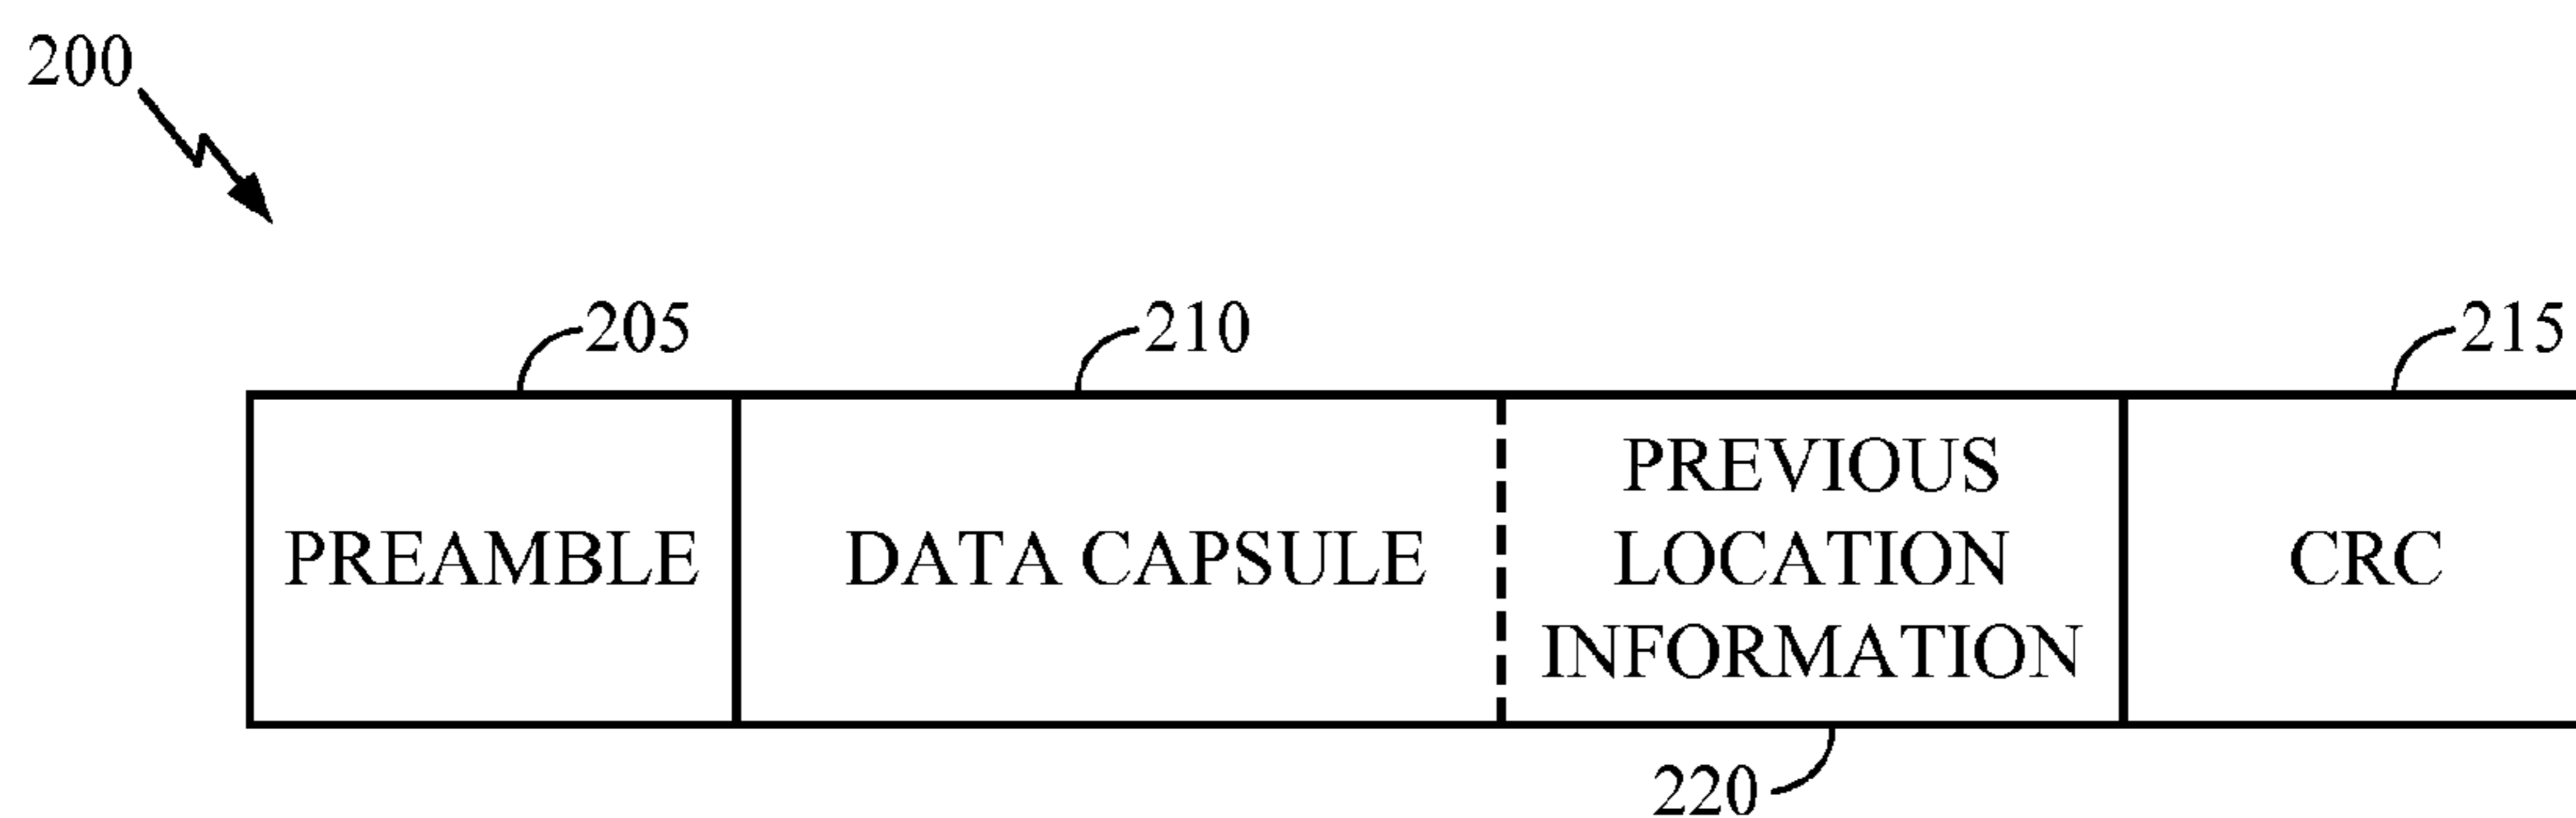 200
205
210
215
PREAMBLE
DATA CAPSULE
PREVIOUS
LOCATION
INFORMATION
CRC
220